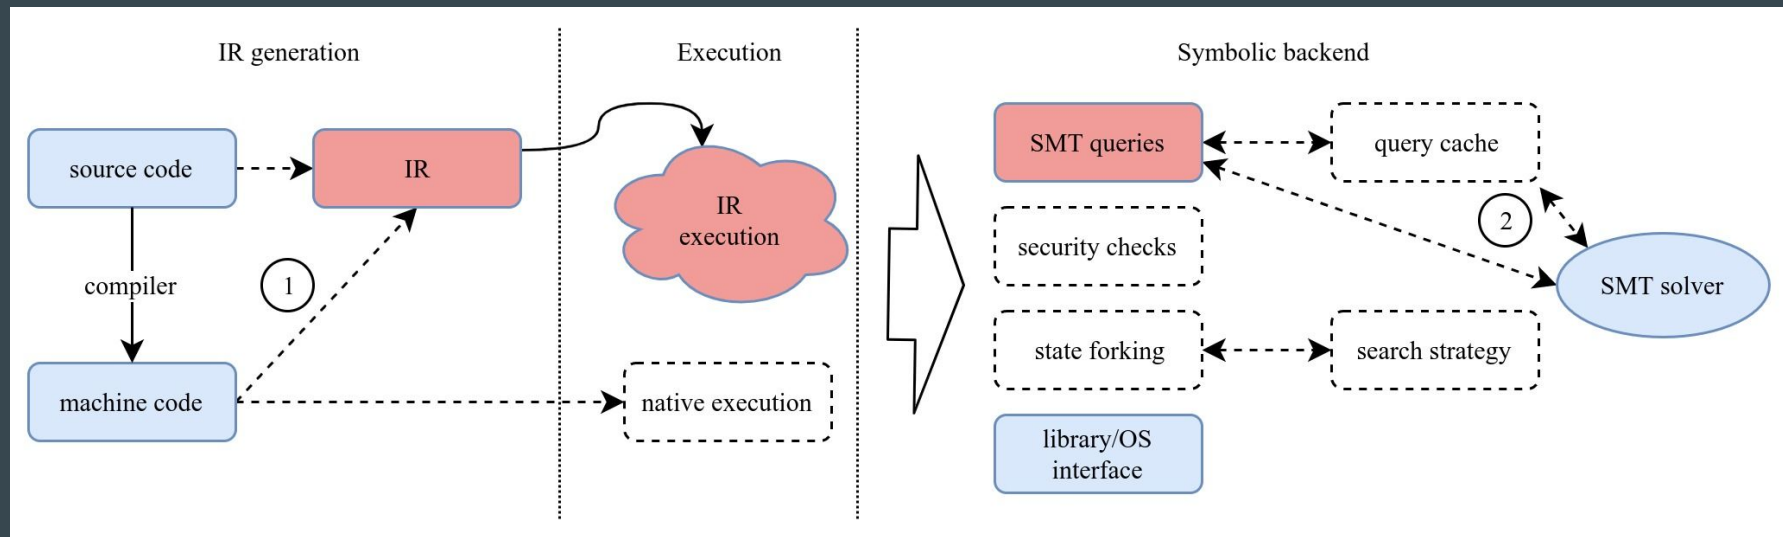 IR generation
Execution
Symbolic backend
source code
IR
compiler
1
machine code
IR
execution
native execution
SMT queries
query cache
security checks
2
SMT solver
state forking
search strategy
library/OS
interface